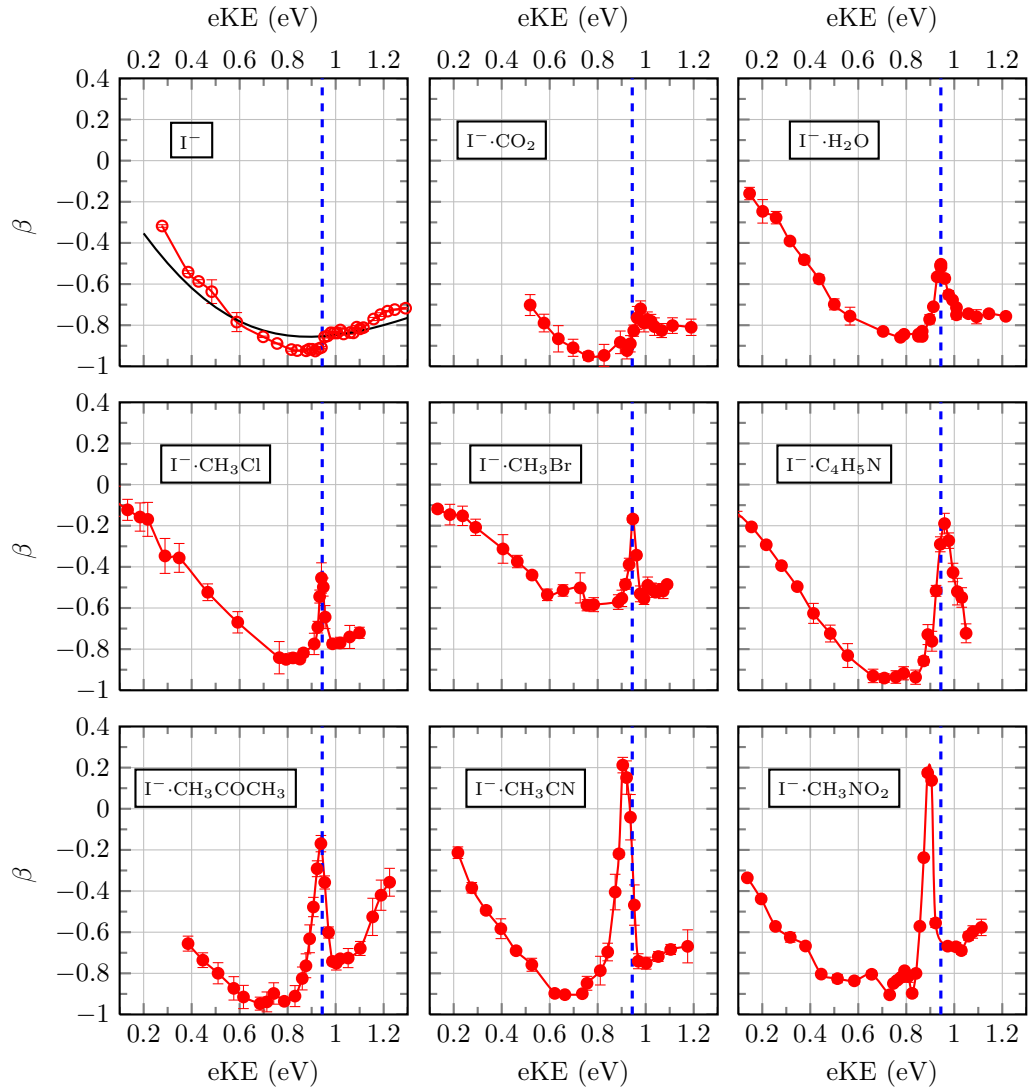 eKE (eV) eKE (eV) eKE (eV)
0.2 0.4 0.6 0.8 1 1.2 0.2 0.4 0.6 0.8 1 1.2 0.2 0.4 0.6 0.8 1 1.2
0.4
0.2
0
−0.2
−0.4
−0.6
−0.8
−1
β
I⁻
I⁻·CO₂
I⁻·H₂O
0.4
0.2
0
−0.2
−0.4
−0.6
−0.8
−1
β
I⁻·CH₃Cl
I⁻·CH₃Br
I⁻·C₄H₅N
0.4
0.2
0
−0.2
−0.4
−0.6
−0.8
−1
β
I⁻·CH₃COCH₃
I⁻·CH₃CN
I⁻·CH₃NO₂
0.2 0.4 0.6 0.8 1 1.2 0.2 0.4 0.6 0.8 1 1.2 0.2 0.4 0.6 0.8 1 1.2
eKE (eV) eKE (eV) eKE (eV)